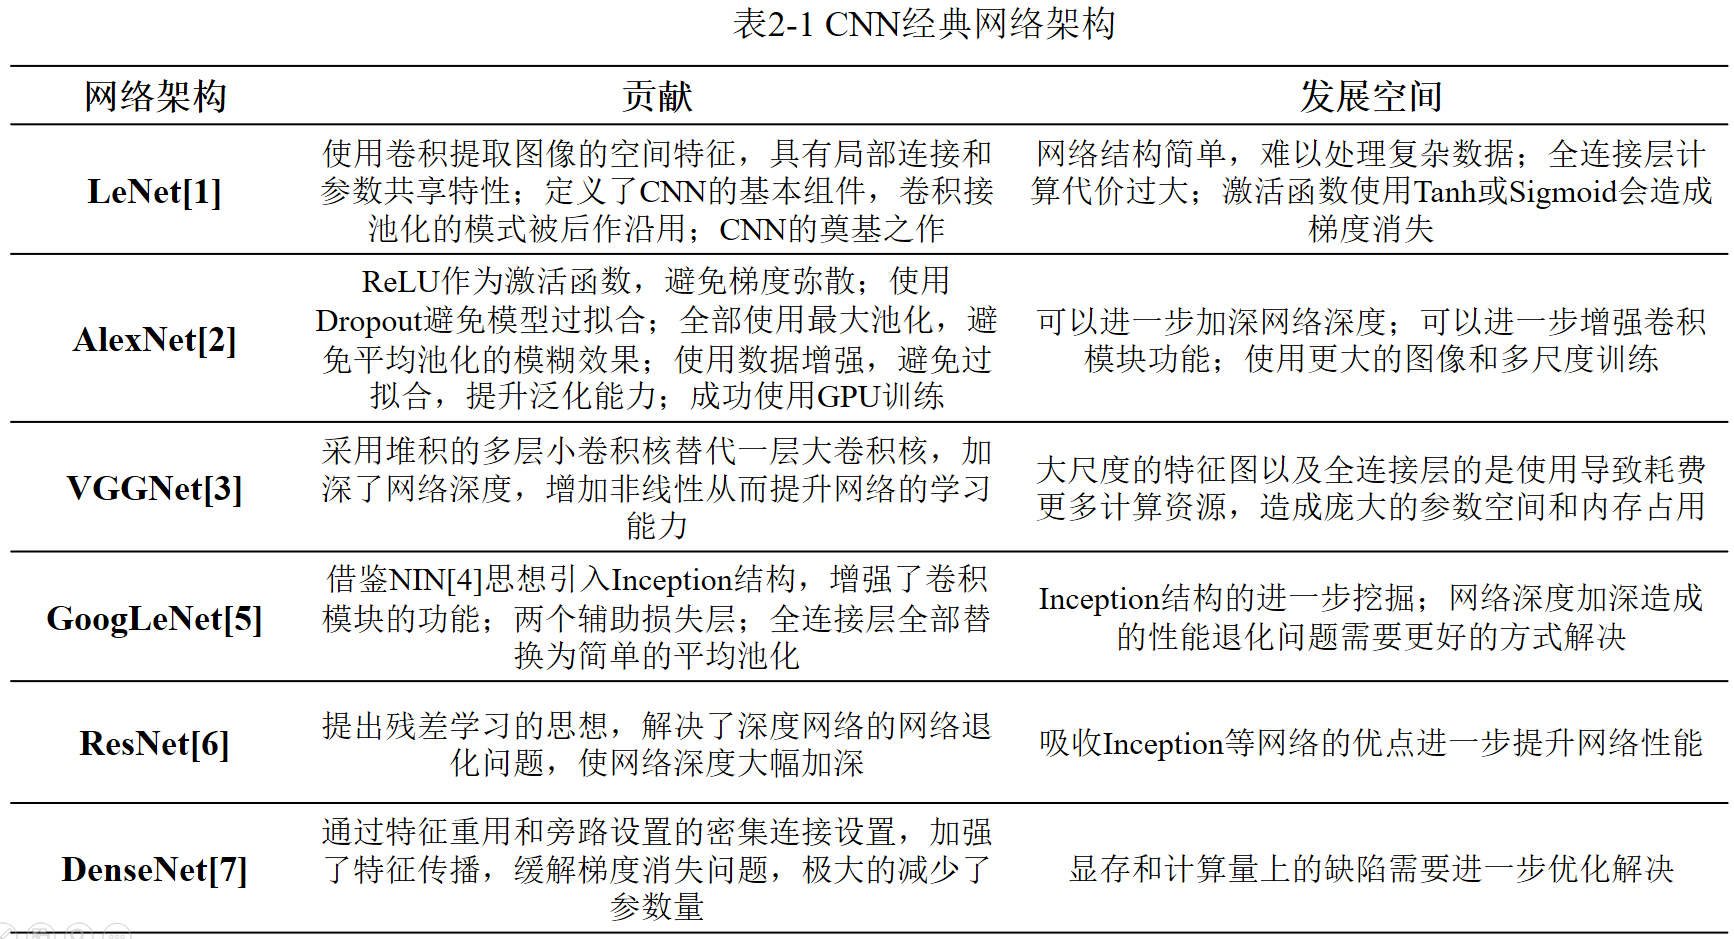 表2-1 CNN经典网络架构
网络架构 贡献 发展空间
LeNet[1]
使用卷积提取图像的空间特征，具有局部连接和
参数共享特性；定义了CNN的基本组件，卷积接
池化的模式被后作沿用；CNN的奠基之作
网络结构简单，难以处理复杂数据；全连接层计
算代价过大；激活函数使用Tanh或Sigmoid会造成
梯度消失
AlexNet[2]
ReLU作为激活函数，避免梯度弥散；使用
Dropout避免模型过拟合；全部使用最大池化，避
免平均池化的模糊效果；使用数据增强，避免过
拟合，提升泛化能力；成功使用GPU训练
可以进一步加深网络深度；可以进一步增强卷积
模块功能；使用更大的图像和多尺度训练
VGGNet[3]
采用堆积的多层小卷积核替代一层大卷积核，加
深了网络深度，增加非线性从而提升网络的学习
能力
大尺度的特征图以及全连接层的是使用导致耗费
更多计算资源，造成庞大的参数空间和内存占用
GoogLeNet[5]
借鉴NIN[4]思想引入Inception结构，增强了卷积
模块的功能；两个辅助损失层；全连接层全部替
换为简单的平均池化
Inception结构的进一步挖掘；网络深度加深造成
的性能退化问题需要更好的方式解决
ResNet[6]
提出残差学习的思想，解决了深度网络的网络退
化问题，使网络深度大幅加深
吸收Inception等网络的优点进一步提升网络性能
DenseNet[7]
通过特征重用和旁路设置的密集连接设置，加强
了特征传播，缓解梯度消失问题，极大的减少了
参数量
显存和计算量上的缺陷需要进一步优化解决